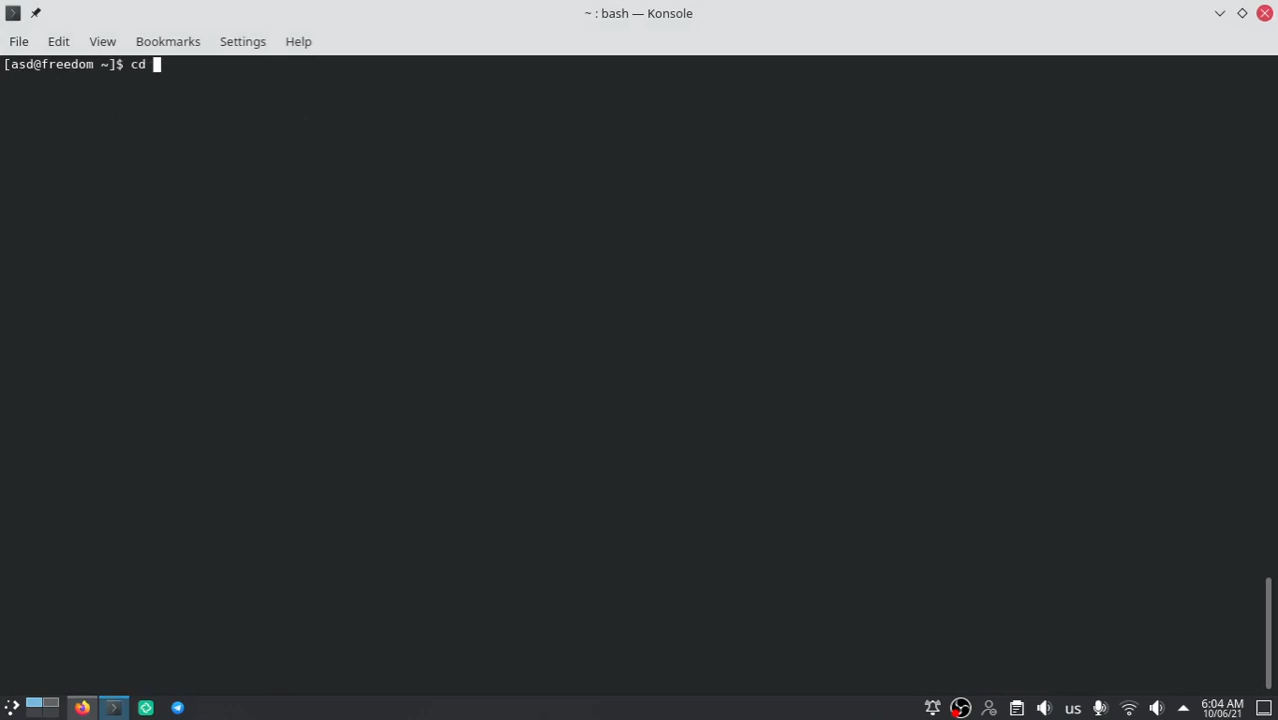 ~ : bash — Konsole
File Edit View Bookmarks Settings Help
[asd@freedom ~]$ cd
us
6:04 AM
10/06/21